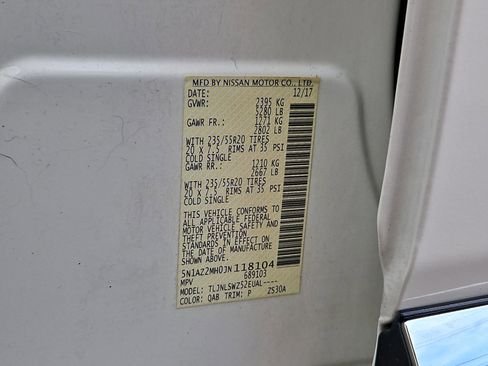 MFD BY NISSAN MOTOR CO., LTD.
DATE: 12/17
GVWR: 2395 KG
5280 LB
GAWR FR.: 1271 KG
2802 LB
WITH 235/55R20 TIRES
20 X 7.5 RIMS AT 35 PSI
COLD SINGLE
GAWR RR.: 1210 KG
2667 LB
WITH 235/55R20 TIRES
20 X 7.5 RIMS AT 35 PSI
COLD SINGLE
THIS VEHICLE CONFORMS TO
ALL APPLICABLE FEDERAL
MOTOR VEHICLE SAFETY AND
STANDARDS IN EFFECT ON
THE DATE OF MANUFACTURE
SHOWN ABOVE.
5N1AZ2MH0JN118104
MPV 689103
MODEL: TLJNLSWZ52EUAL----
COLOR: QAB TRIM: P ZS30A